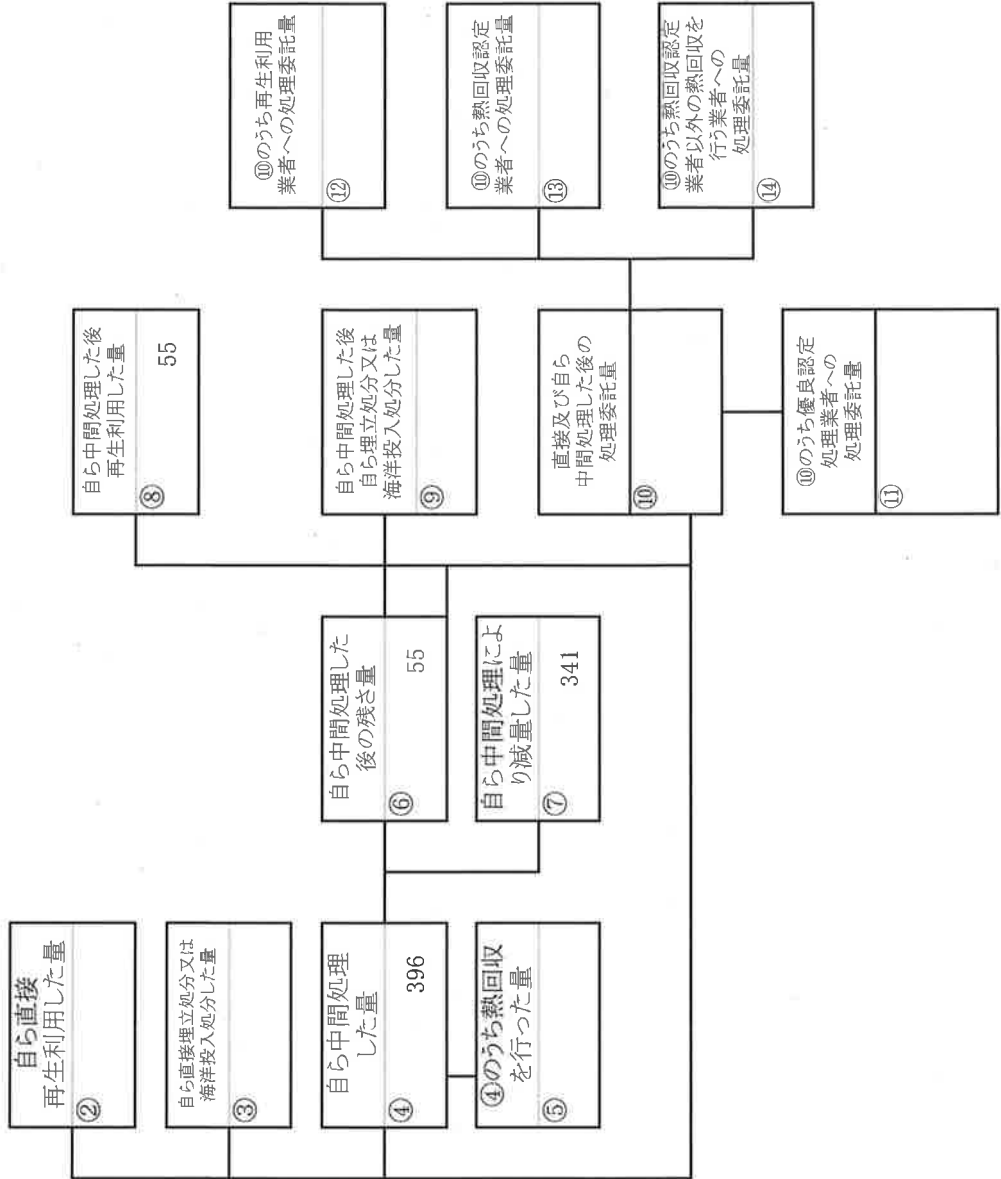 自ら直接
再生利用した量
②
自ら直接埋立処分又は
海洋投入処分した量
③
自ら中間処理
した量
④
396
④のうち熱回収
を行った量
⑤
自ら中間処理した
後の残さ量
⑥
55
自ら中間処理によ
り減量した量
⑦
341
自ら中間処理した後
再生利用した量
⑧
55
自ら中間処理した後
自ら埋立処分又は
海洋投入処分した量
⑨
直接及び自ら
中間処理した後の
処理委託量
⑩
⑩のうち優良認定
処理業者への
処理委託量
⑪
⑩のうち再生利用
業者への処理委託量
⑫
⑩のうち熱回収認定
業者への処理委託量
⑬
⑩のうち熱回収認定
業者以外の熱回収を
行う業者への
処理委託量
⑭